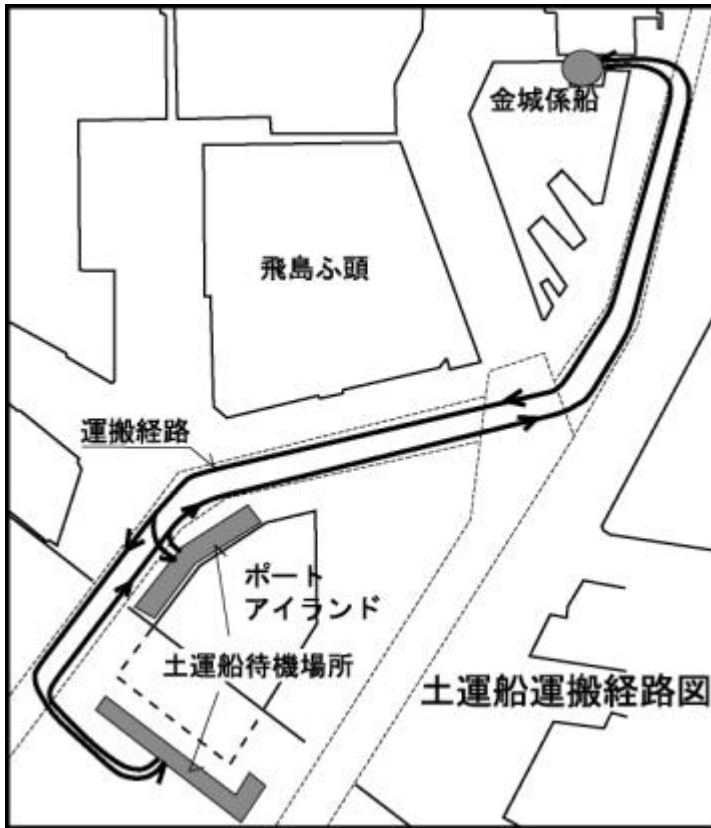 金城係船
飛島ふ頭
運搬経路
ポート
アイランド
土運船待機場所
土運船運搬経路図